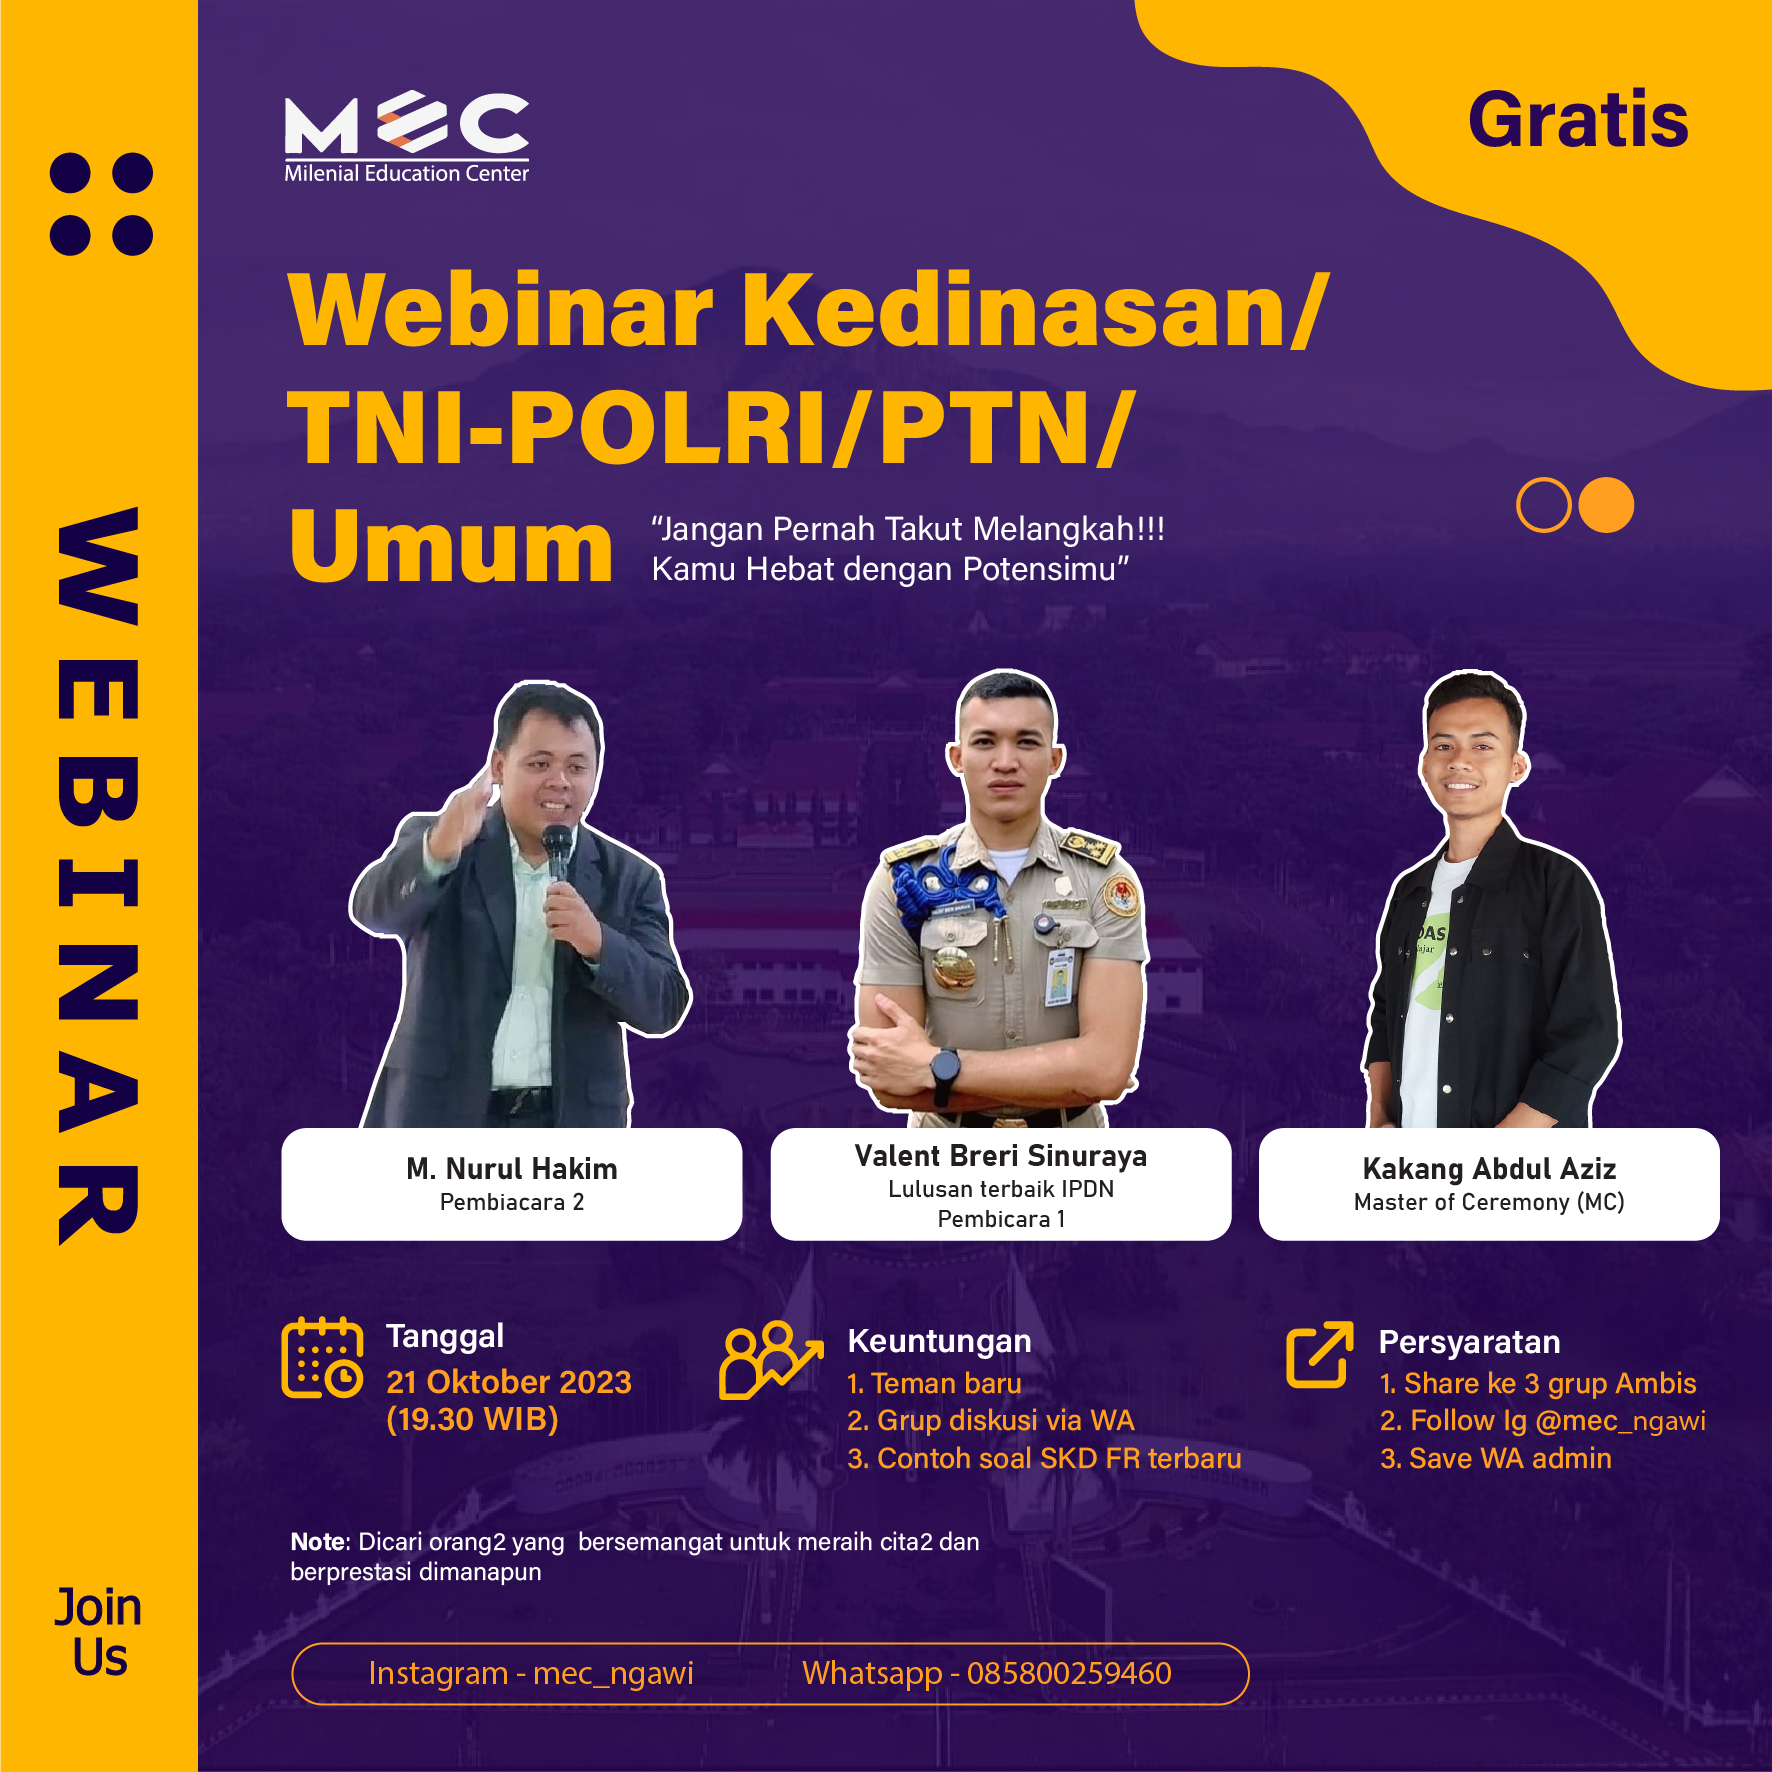 Gratis
MEC
Milenial Education Center
Webinar Kedinasan/
TNI-POLRI/PTN/
Umum
“Jangan Pernah Takut Melangkah!!!
Kamu Hebat dengan Potensimu”
WEBINAR
DAS
lajar
M. Nurul Hakim
Pembiacara 2
Valent Breri Sinuraya
Lulusan terbaik IPDN
Pembicara 1
Kakang Abdul Aziz
Master of Ceremony (MC)
Tanggal
21 Oktober 2023
(19.30 WIB)
Keuntungan
1. Teman baru
2. Grup diskusi via WA
3. Contoh soal SKD FR terbaru
Persyaratan
1. Share ke 3 grup Ambis
2. Follow Ig @mec_ngawi
3. Save WA admin
Note: Dicari orang2 yang  bersemangat untuk meraih cita2 dan
berprestasi dimanapun
Join
Us
Instagram - mec_ngawi
Whatsapp - 085800259460